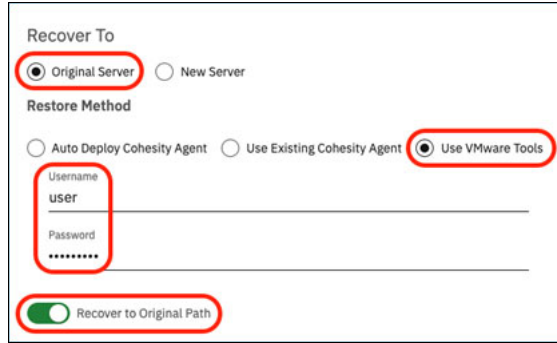 Recover To
Original Server New Server
Restore Method
Auto Deploy Cohesity Agent Use Existing Cohesity Agent Use VMware Tools
Username
user
Password
•••••••••
Recover to Original Path